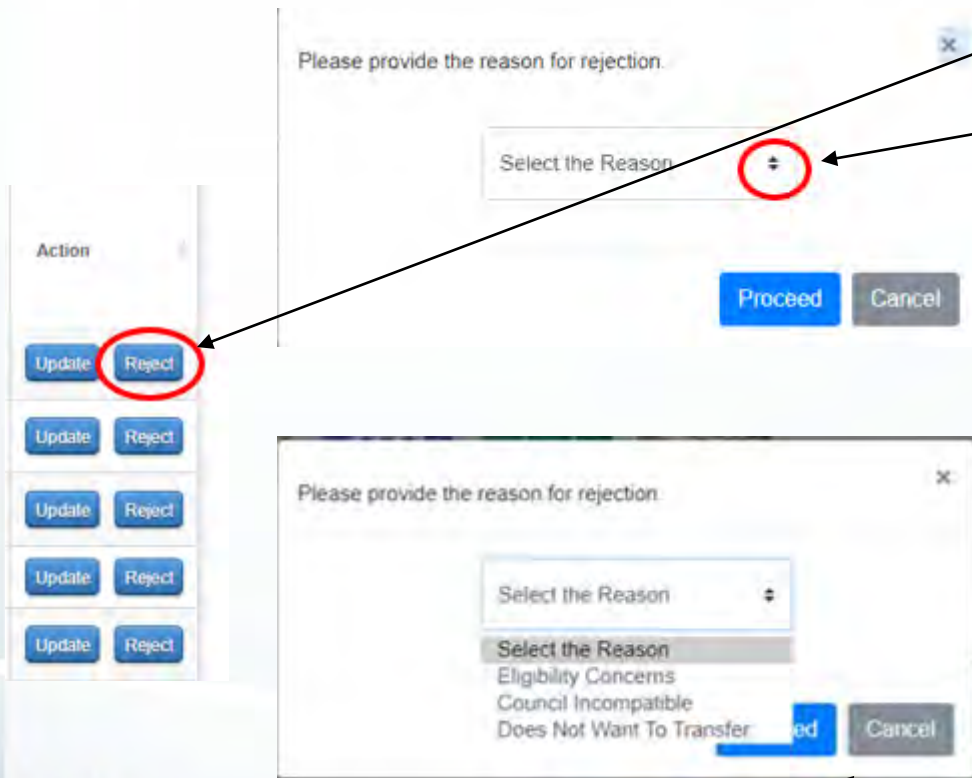 Please provide the reason for rejection.
×
Select the Reason
Proceed Cancel
Action
Update Reject
Update Reject
Update Reject
Update Reject
Update Reject
Please provide the reason for rejection.
×
Select the Reason
Select the Reason
Eligibility Concerns
Council Incompatible
Does Not Want To Transfer
ed Cancel